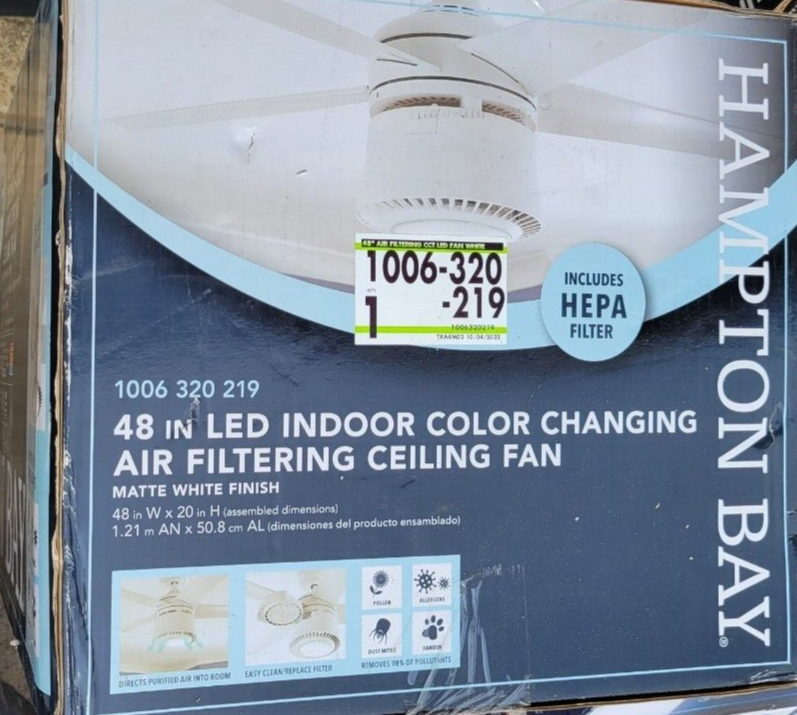 HAMPTON BAY®
48" AIR FILTERING CCT LED FAN WHITE
1006-320
-219
QTY
1
1006320219
INCLUDES
HEPA
FILTER
1006 320 219
48 IN LED INDOOR COLOR CHANGING
AIR FILTERING CEILING FAN
MATTE WHITE FINISH
48 in W x 20 in H (assembled dimensions)
1.21 m AN x 50.8 cm AL (dimensiones del producto ensamblado)
POLLEN
ALLERGENS
DUST MITES
DANDER
DIRECTS PURIFIED AIR INTO ROOM
EASY CLEAN/REPLACE FILTER
REMOVES 98% OF POLLUTANTS